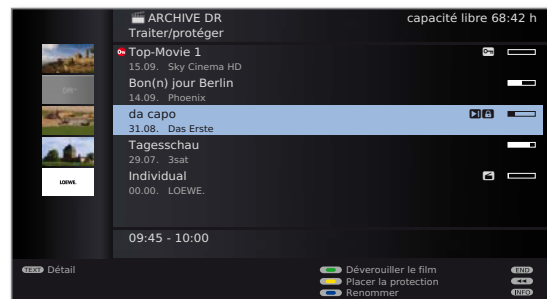 ARCHIVE DR capacité libre 68:42 h
Traiter/protéger
Top-Movie 1
15.09. Sky Cinema HD
Bon(n) jour Berlin
14.09. Phoenix
da capo
31.08. Das Erste
Tagesschau
29.07. 3sat
Individual
00.00. LOEWE.
LOEWE.
09:45 - 10:00
TEXT Détail
Déverouiller le film END
Placer la protection
Renommer INFO